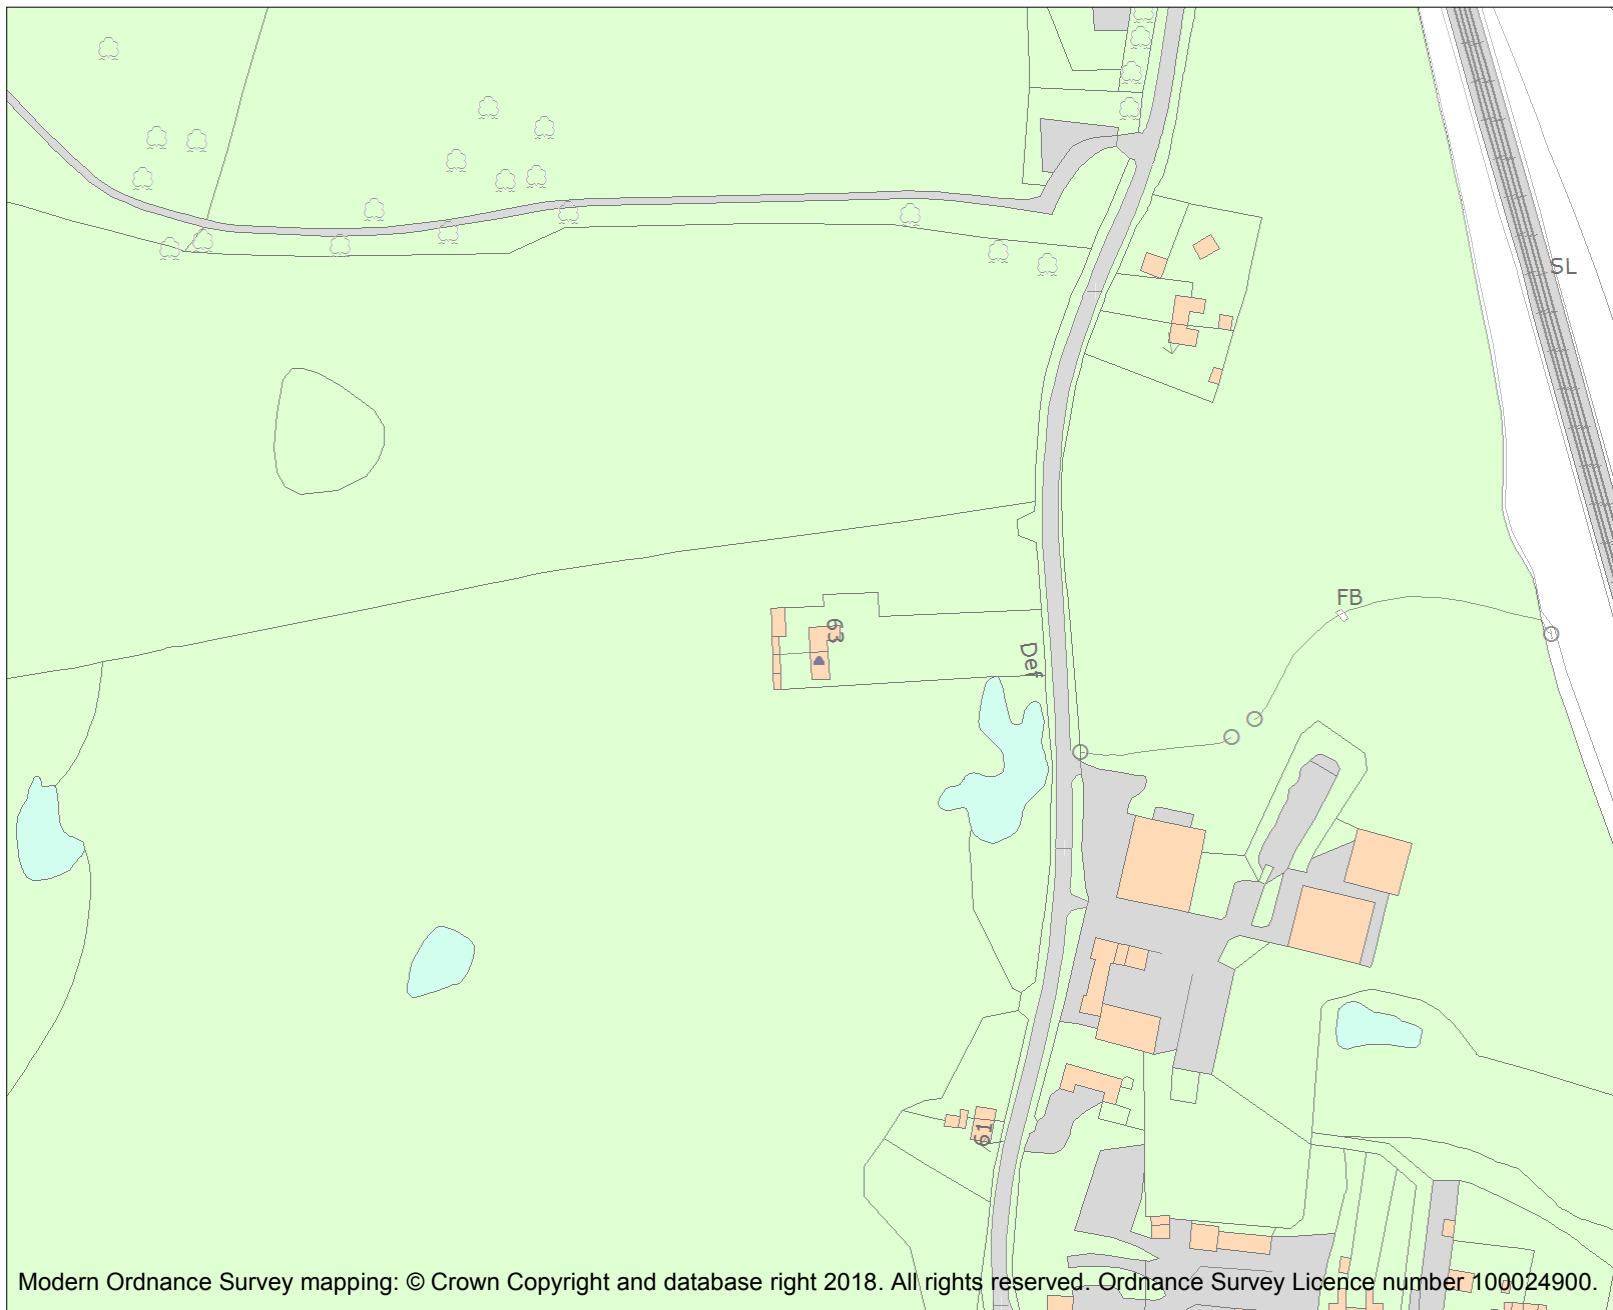 SL
FB
63
Def
61
Modern Ordnance Survey mapping: © Crown Copyright and database right 2018. All rights reserved. Ordnance Survey Licence number 100024900.